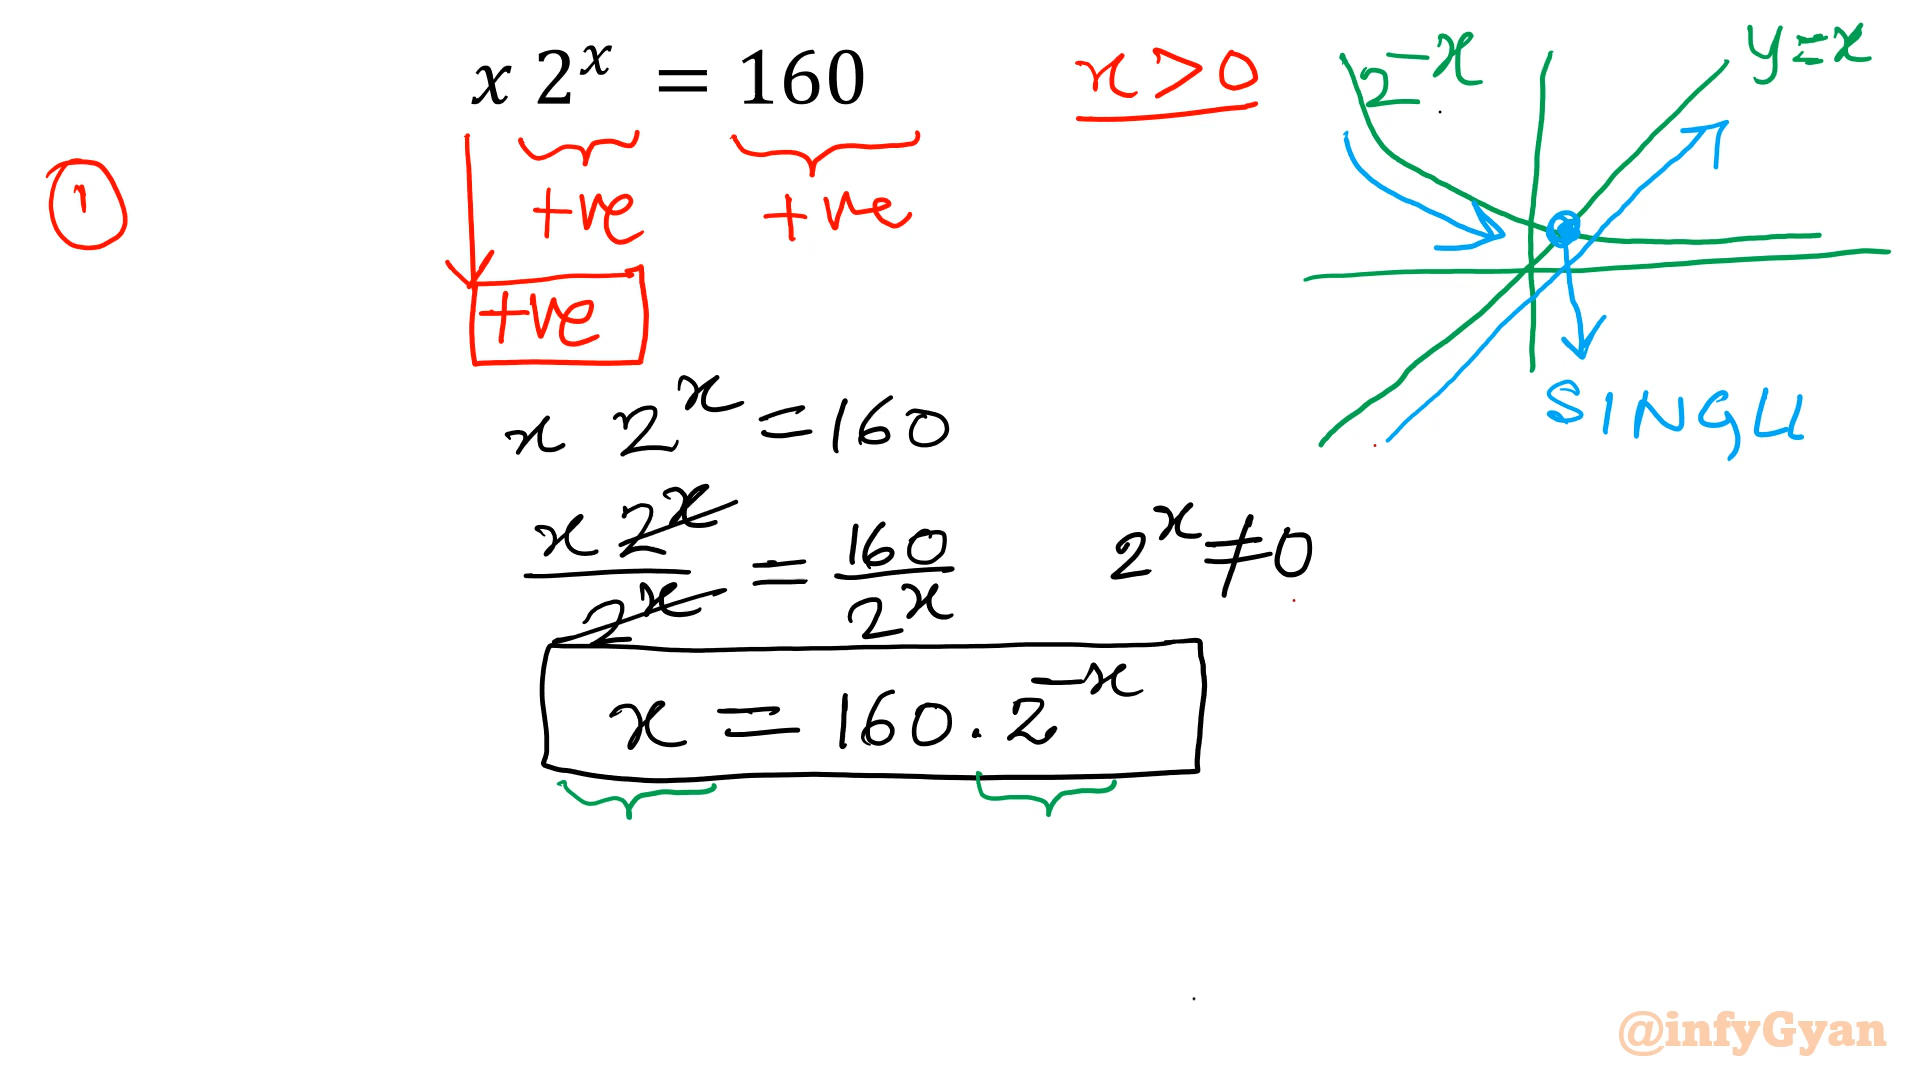 x 2^x = 160
x > 0
2^-x
y = x
1
+ve +ve
+ve
SINGLE
x 2^x = 160
x 2^x / 2^x = 160 / 2^x
2^x ≠ 0
x = 160 . 2^-x
@infyGyan